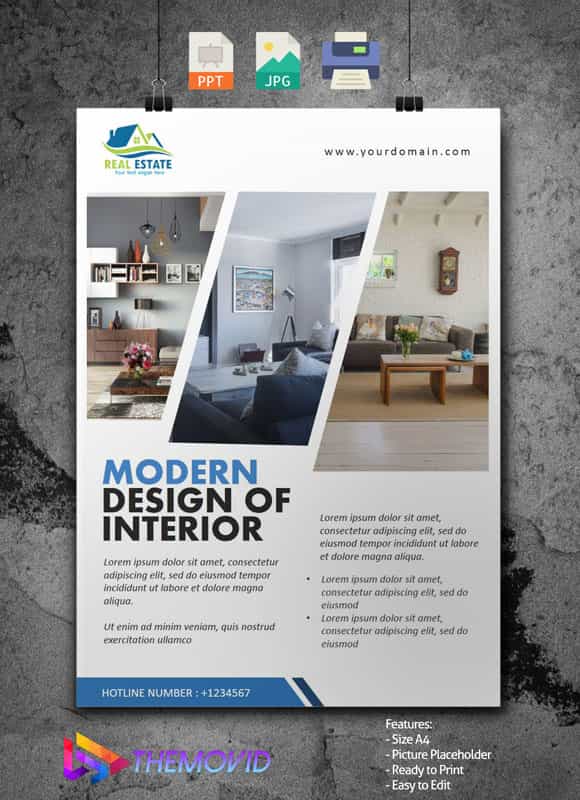 PPT
JPG
REAL ESTATE
Your text slogan here
www.yourdomain.com
MODERN
DESIGN OF
INTERIOR
Lorem ipsum dolor sit amet, consectetur
adipiscing elit, sed do eiusmod tempor
incididunt ut labore et dolore magna
aliqua.
Ut enim ad minim veniam, quis nostrud
exercitation ullamco
Lorem ipsum dolor sit amet,
consectetur adipiscing elit, sed do
eiusmod tempor incididunt ut labore
et dolore magna aliqua.
• Lorem ipsum dolor sit amet,
consectetur adipiscing elit, sed do
eiusmod
• Lorem ipsum dolor sit amet,
consectetur adipiscing elit, sed do
eiusmod
HOTLINE NUMBER : +1234567
THEMOVID
Features:
- Size A4
- Picture Placeholder
- Ready to Print
- Easy to Edit